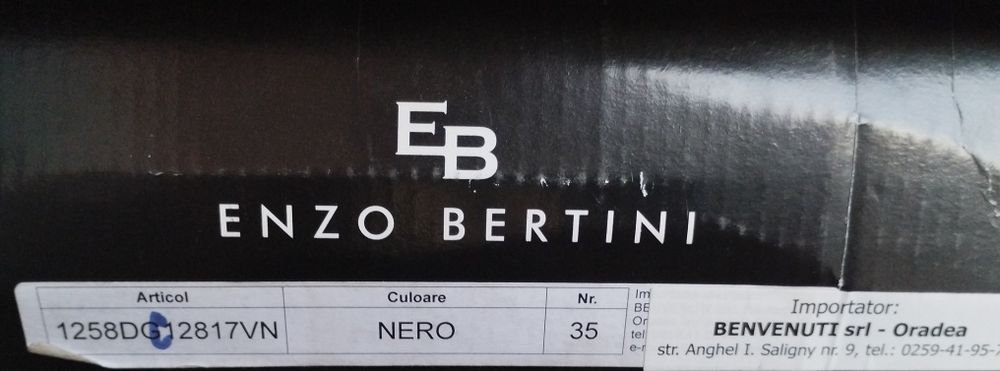 EB
ENZO BERTINI
Articol Culoare Nr.
1258DG12817VN NERO 35
Importator:
BENVENUTI srl - Oradea
str. Anghel I. Saligny nr. 9, tel.: 0259-41-95-7